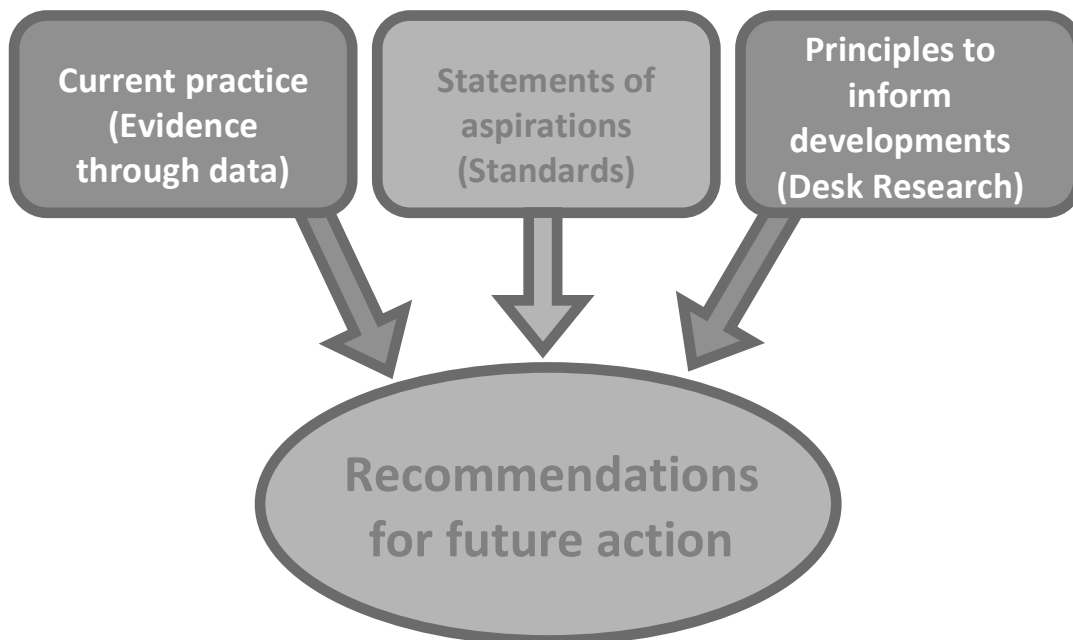 Current practice
(Evidence
through data)
Statements of
aspirations
(Standards)
Principles to
inform
developments
(Desk Research)
Recommendations
for future action